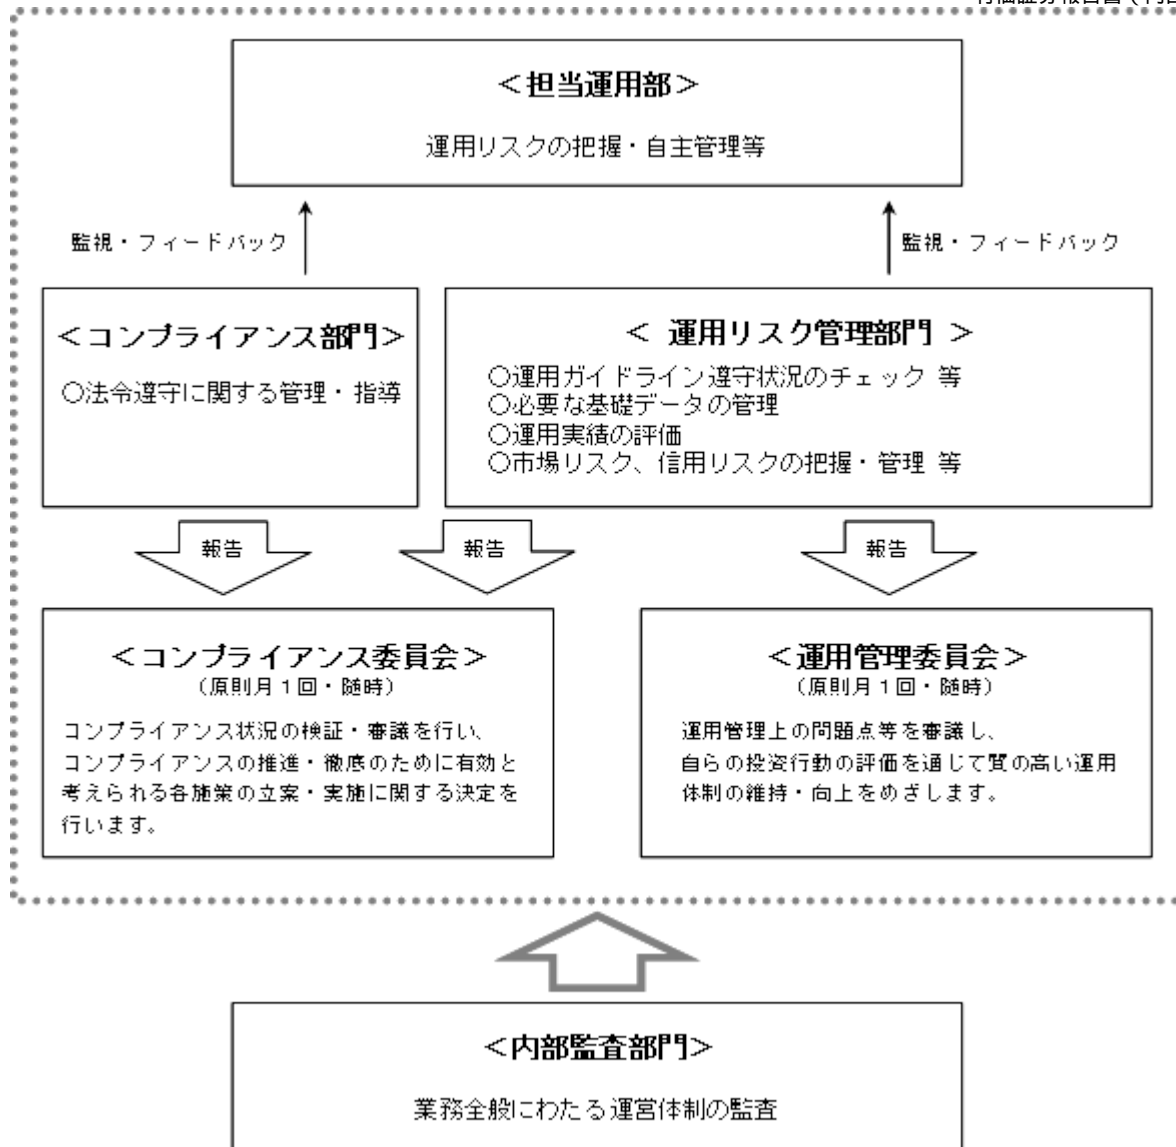 ＜担当運用部＞
運用リスクの把握・自主管理等
監視・フィードバック
監視・フィードバック
＜コンプライアンス部門＞
○法令遵守に関する管理・指導
＜ 運用リスク管理部門 ＞
○運用ガイドライン遵守状況のチェック 等
○必要な基礎データの管理
○運用実績の評価
○市場リスク、信用リスクの把握・管理 等
報告
報告
報告
＜コンプライアンス委員会＞
（原則月１回・随時）
コンプライアンス状況の検証・審議を行い、
コンプライアンスの推進・徹底のために有効と
考えられる各施策の立案・実施に関する決定を
行います。
＜運用管理委員会＞
（原則月１回・随時）
運用管理上の問題点等を審議し、
自らの投資行動の評価を通じて質の高い運用
体制の維持・向上をめざします。
＜内部監査部門＞
業務全般にわたる運営体制の監査